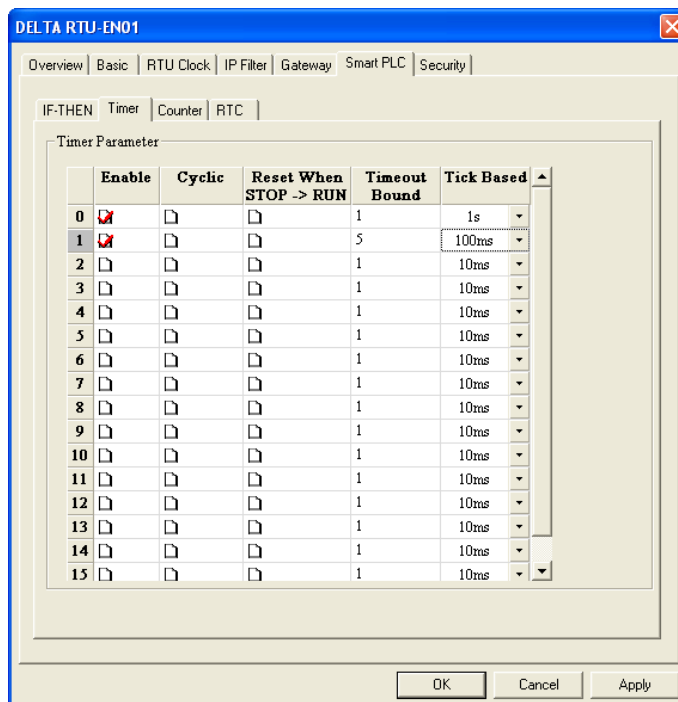 DELTA RTU-EN01
Overview Basic RTU Clock IP Filter Gateway Smart PLC Security
IF-THEN Timer Counter RTC
Timer Parameter
Enable Cyclic Reset When STOP -> RUN Timeout Bound Tick Based
0 1 1s
1 5 100ms
2 1 10ms
3 1 10ms
4 1 10ms
5 1 10ms
6 1 10ms
7 1 10ms
8 1 10ms
9 1 10ms
10 1 10ms
11 1 10ms
12 1 10ms
13 1 10ms
14 1 10ms
15 1 10ms
OK Cancel Apply